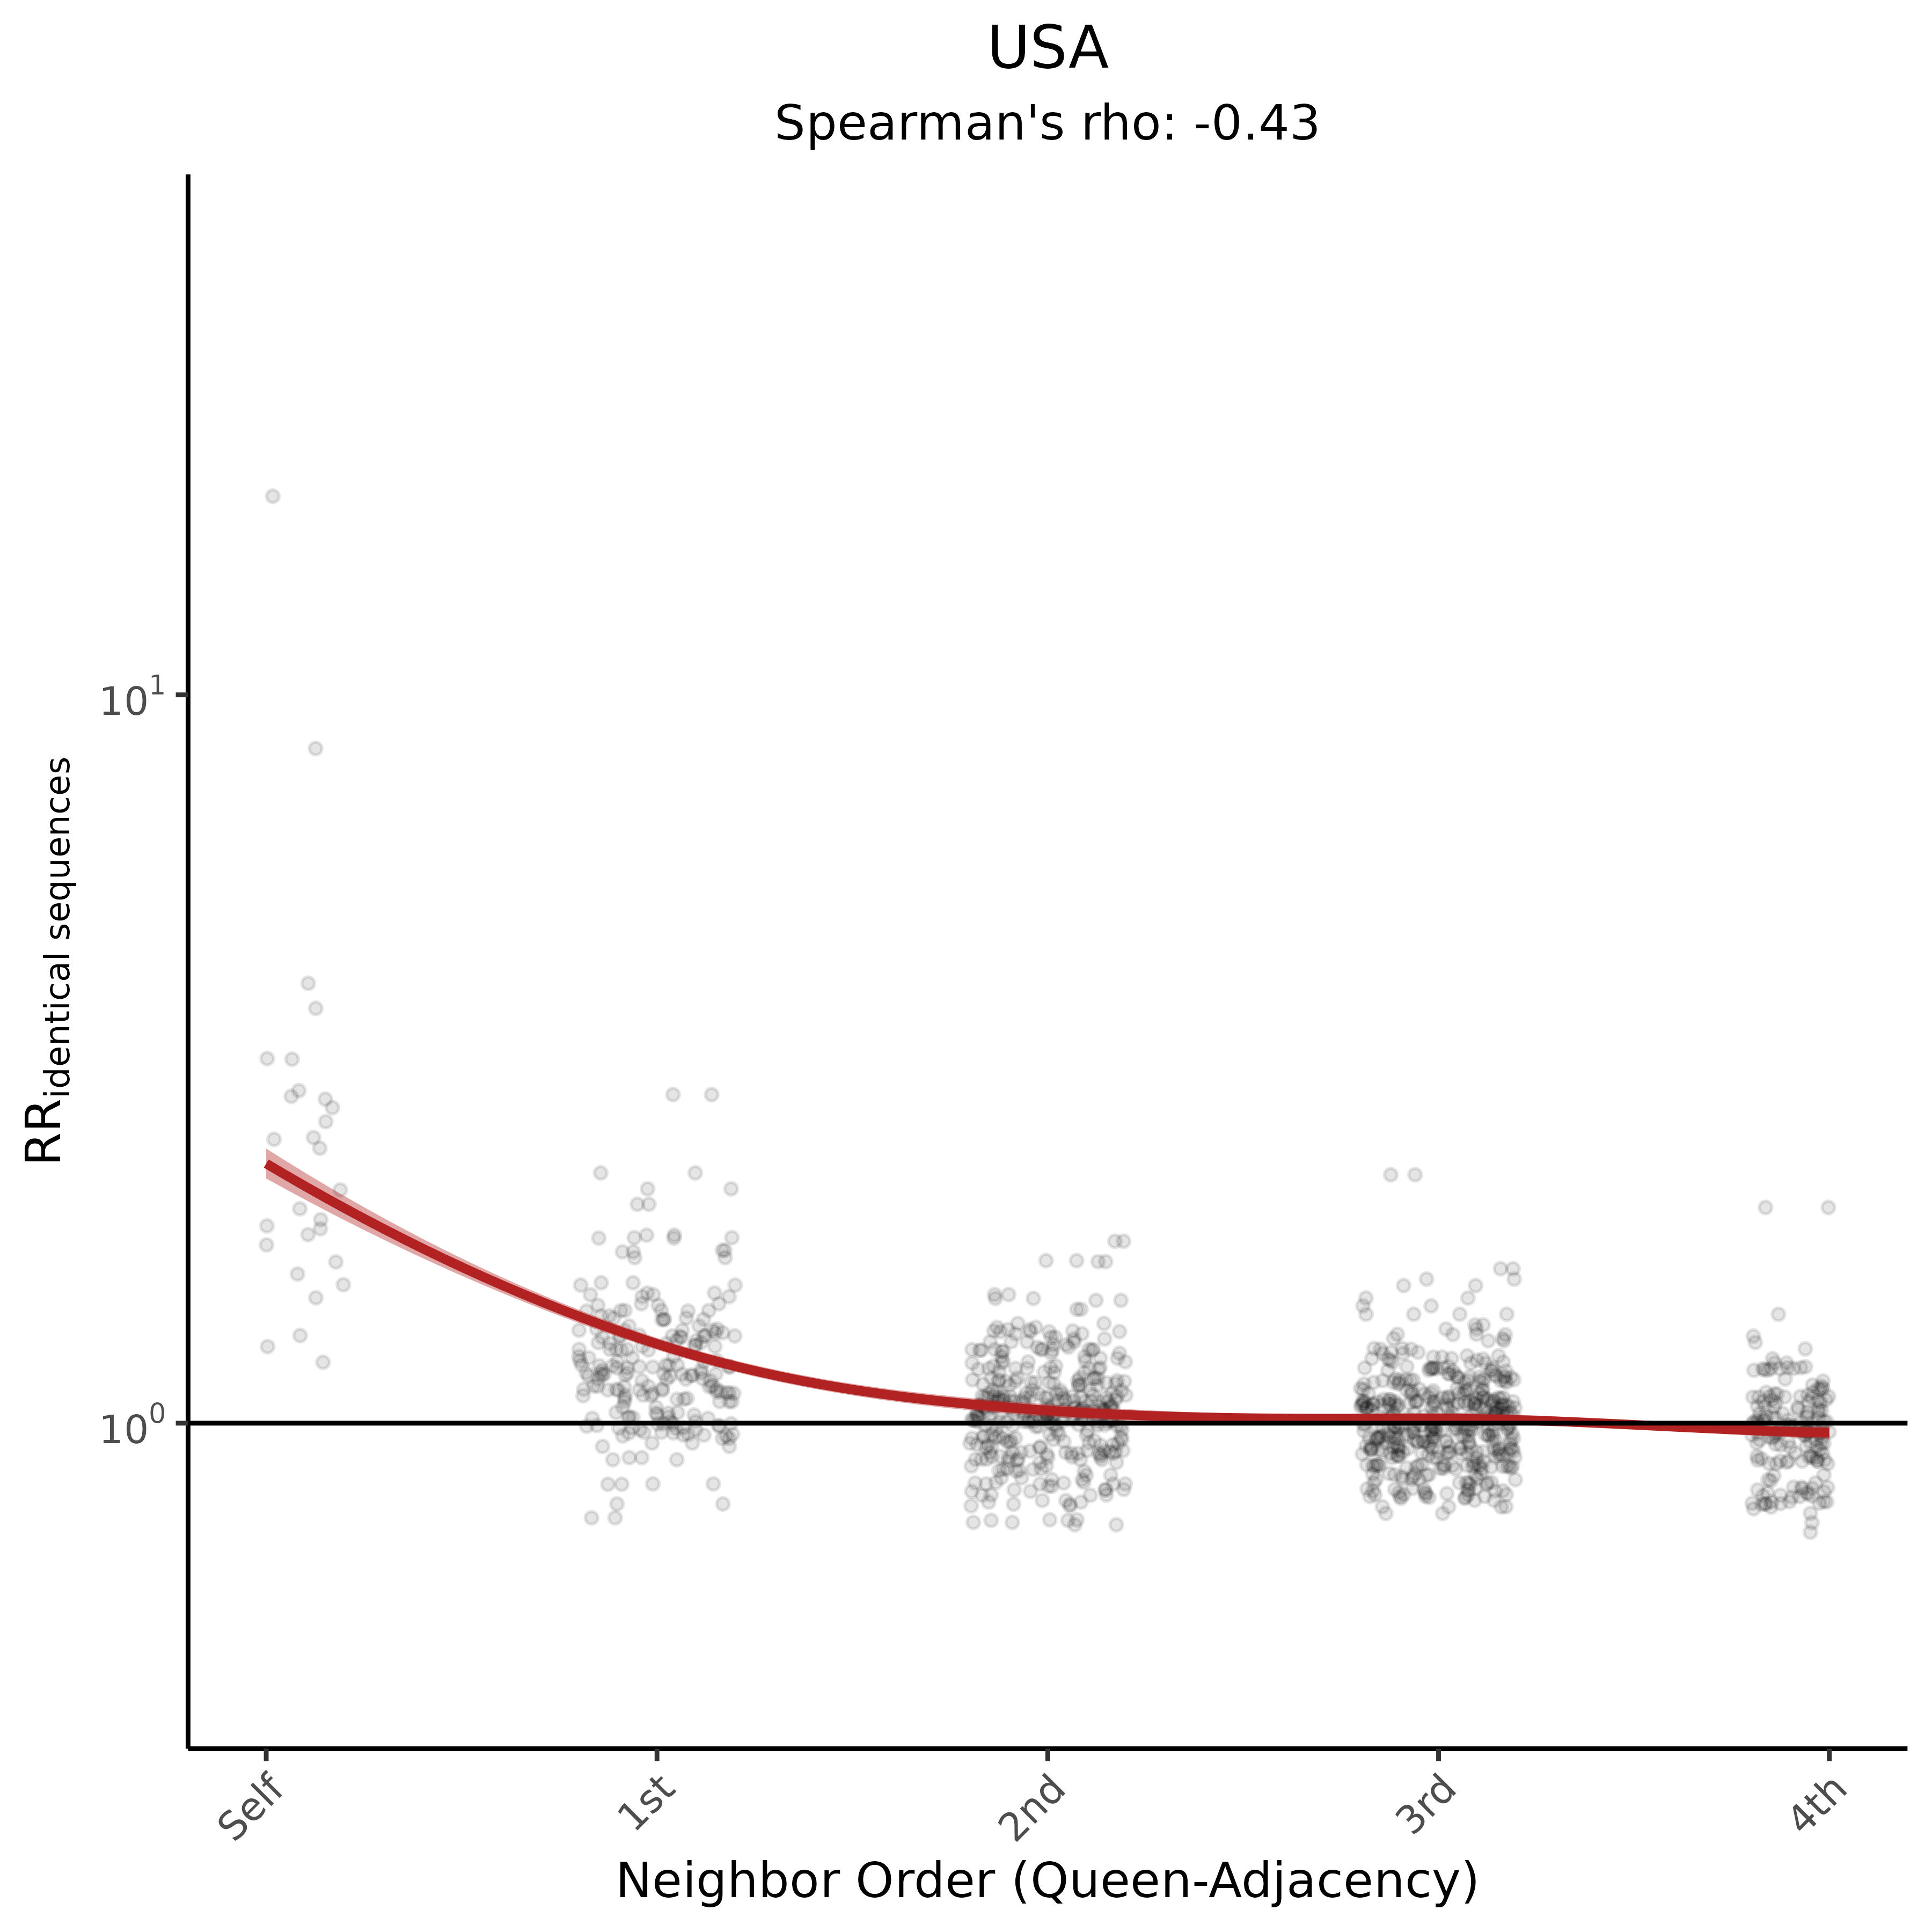 USA
Spearman's rho: -0.43
10¹
10⁰
RRidentical sequences
Self
1st
2nd
3rd
4th
Neighbor Order (Queen-Adjacency)